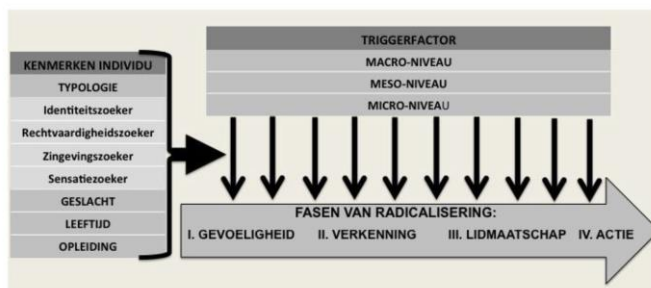 KENMERKEN INDIVIDU
TYPOLOGIE
Identiteitszoeker
Rechtvaardigheidszoeker
Zingevingszoeker
Sensatiezoeker
GESLACHT
LEEFTIJD
OPLEIDING
TRIGGERFACTOR
MACRO-NIVEAU
MESO-NIVEAU
MICRO-NIVEAU
FASEN VAN RADICALISERING:
I. GEVOELIGHEID II. VERKENNING III. LIDMAATSCHAP IV. ACTIE